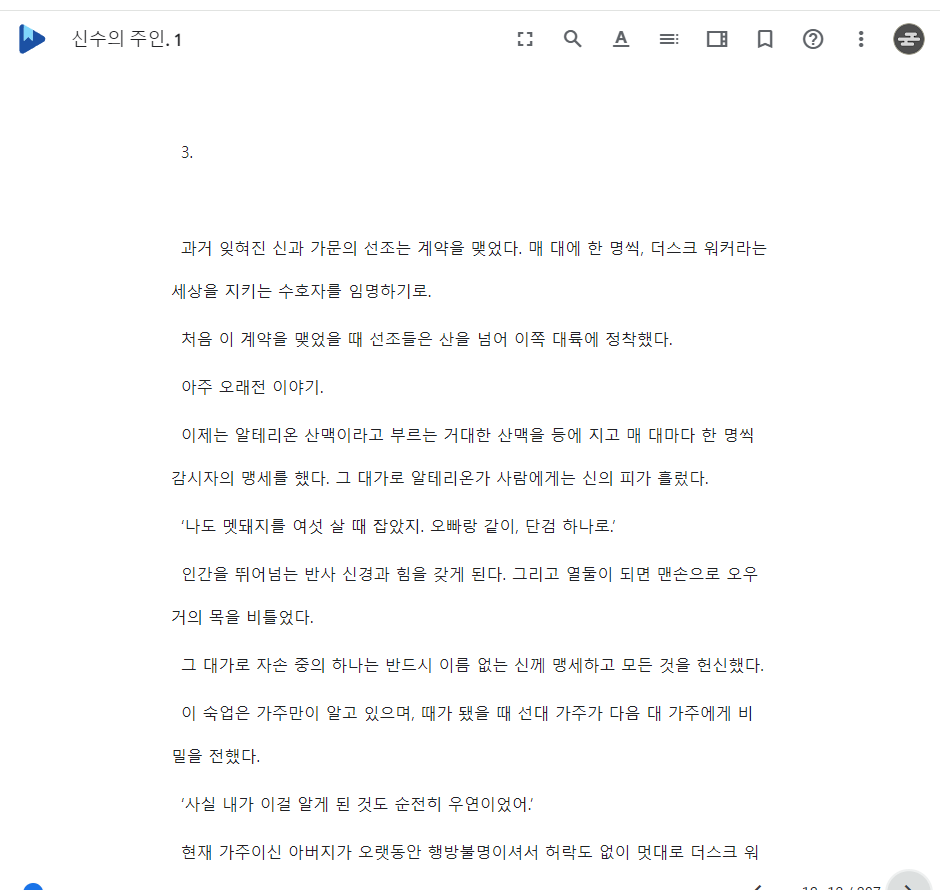 신수의 주인. 1
3.
과거 잊혀진 신과 가문의 선조는 계약을 맺었다. 매 대에 한 명씩, 더스크 워커라는
세상을 지키는 수호자를 임명하기로.
처음 이 계약을 맺었을 때 선조들은 산을 넘어 이쪽 대륙에 정착했다.
아주 오래전 이야기.
이제는 알테리온 산맥이라고 부르는 거대한 산맥을 등에 지고 매 대마다 한 명씩
감시자의 맹세를 했다. 그 대가로 알테리온가 사람에게는 신의 피가 흘렀다.
‘나도 멧돼지를 여섯 살 때 잡았지. 오빠랑 같이, 단검 하나로.’
인간을 뛰어넘는 반사 신경과 힘을 갖게 된다. 그리고 열둘이 되면 맨손으로 오우
거의 목을 비틀었다.
그 대가로 자손 중의 하나는 반드시 이름 없는 신께 맹세하고 모든 것을 헌신했다.
이 숙업은 가주만이 알고 있으며, 때가 됐을 때 선대 가주가 다음 대 가주에게 비
밀을 전했다.
‘사실 내가 이걸 알게 된 것도 순전히 우연이었어.’
현재 가주이신 아버지가 오랫동안 행방불명이셔서 허락도 없이 멋대로 더스크 워